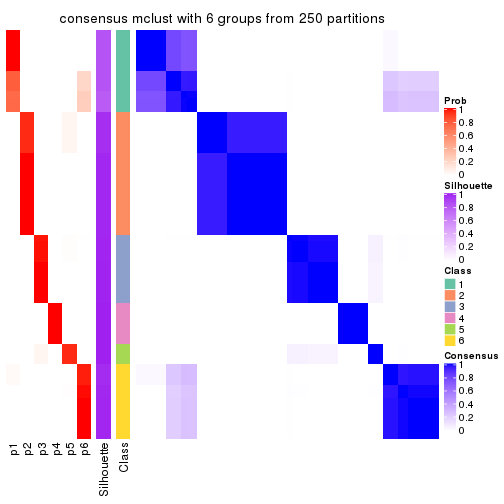 consensus mclust with 6 groups from 250 partitions
Prob
1
0.8
0.6
0.4
0.2
0
Silhouette
1
0.8
0.6
0.4
0.2
0
Class
1
2
3
4
5
6
Consensus
1
0.8
0.6
0.4
0.2
0
p1
p2
p3
p4
p5
p6
Silhouette
Class